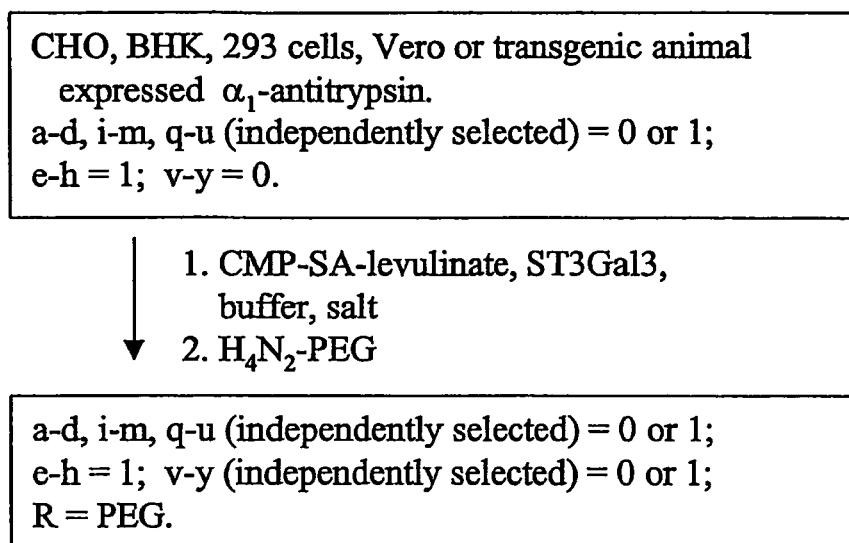 CHO, BHK, 293 cells, Vero or transgenic animal
expressed α₁-antitrypsin.
a-d, i-m, q-u (independently selected) = 0 or 1;
e-h = 1; v-y = 0.
1. CMP-SA-levulinate, ST3Gal3,
buffer, salt
2. H₄N₂-PEG
a-d, i-m, q-u (independently selected) = 0 or 1;
e-h = 1; v-y (independently selected) = 0 or 1;
R = PEG.